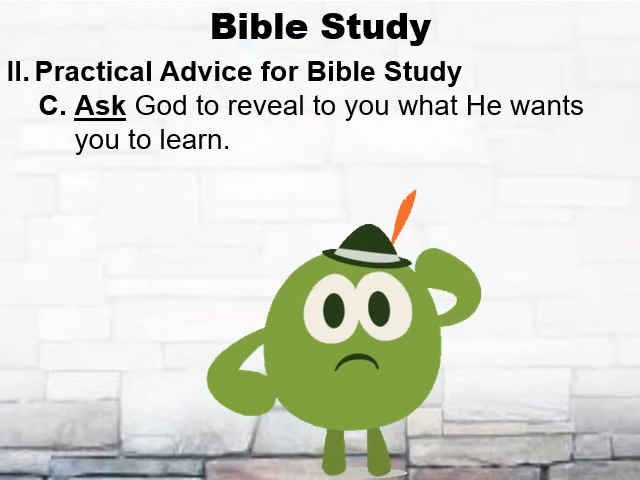 Bible Study
II. Practical Advice for Bible Study
C. Ask God to reveal to you what He wants
you to learn.